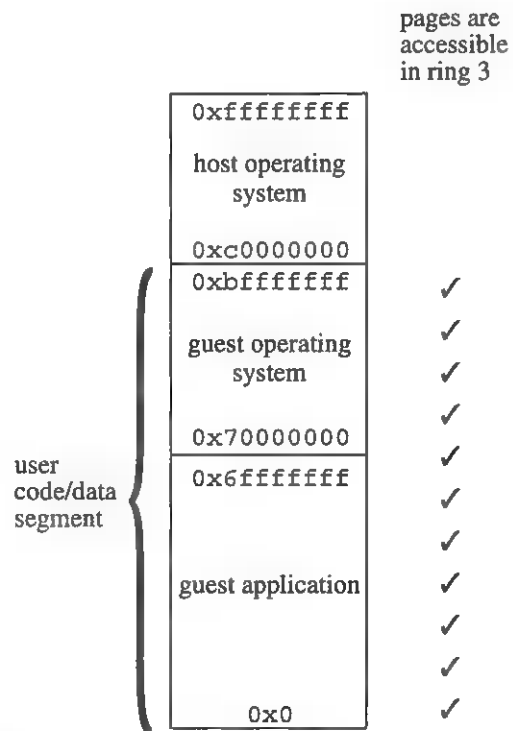 pages are
accessible
in ring 3
0xffffffff
host operating
system
0xc0000000
0xbfffffff
guest operating
system
0x70000000
0x6fffffff
user
code/data
segment
guest application
0x0